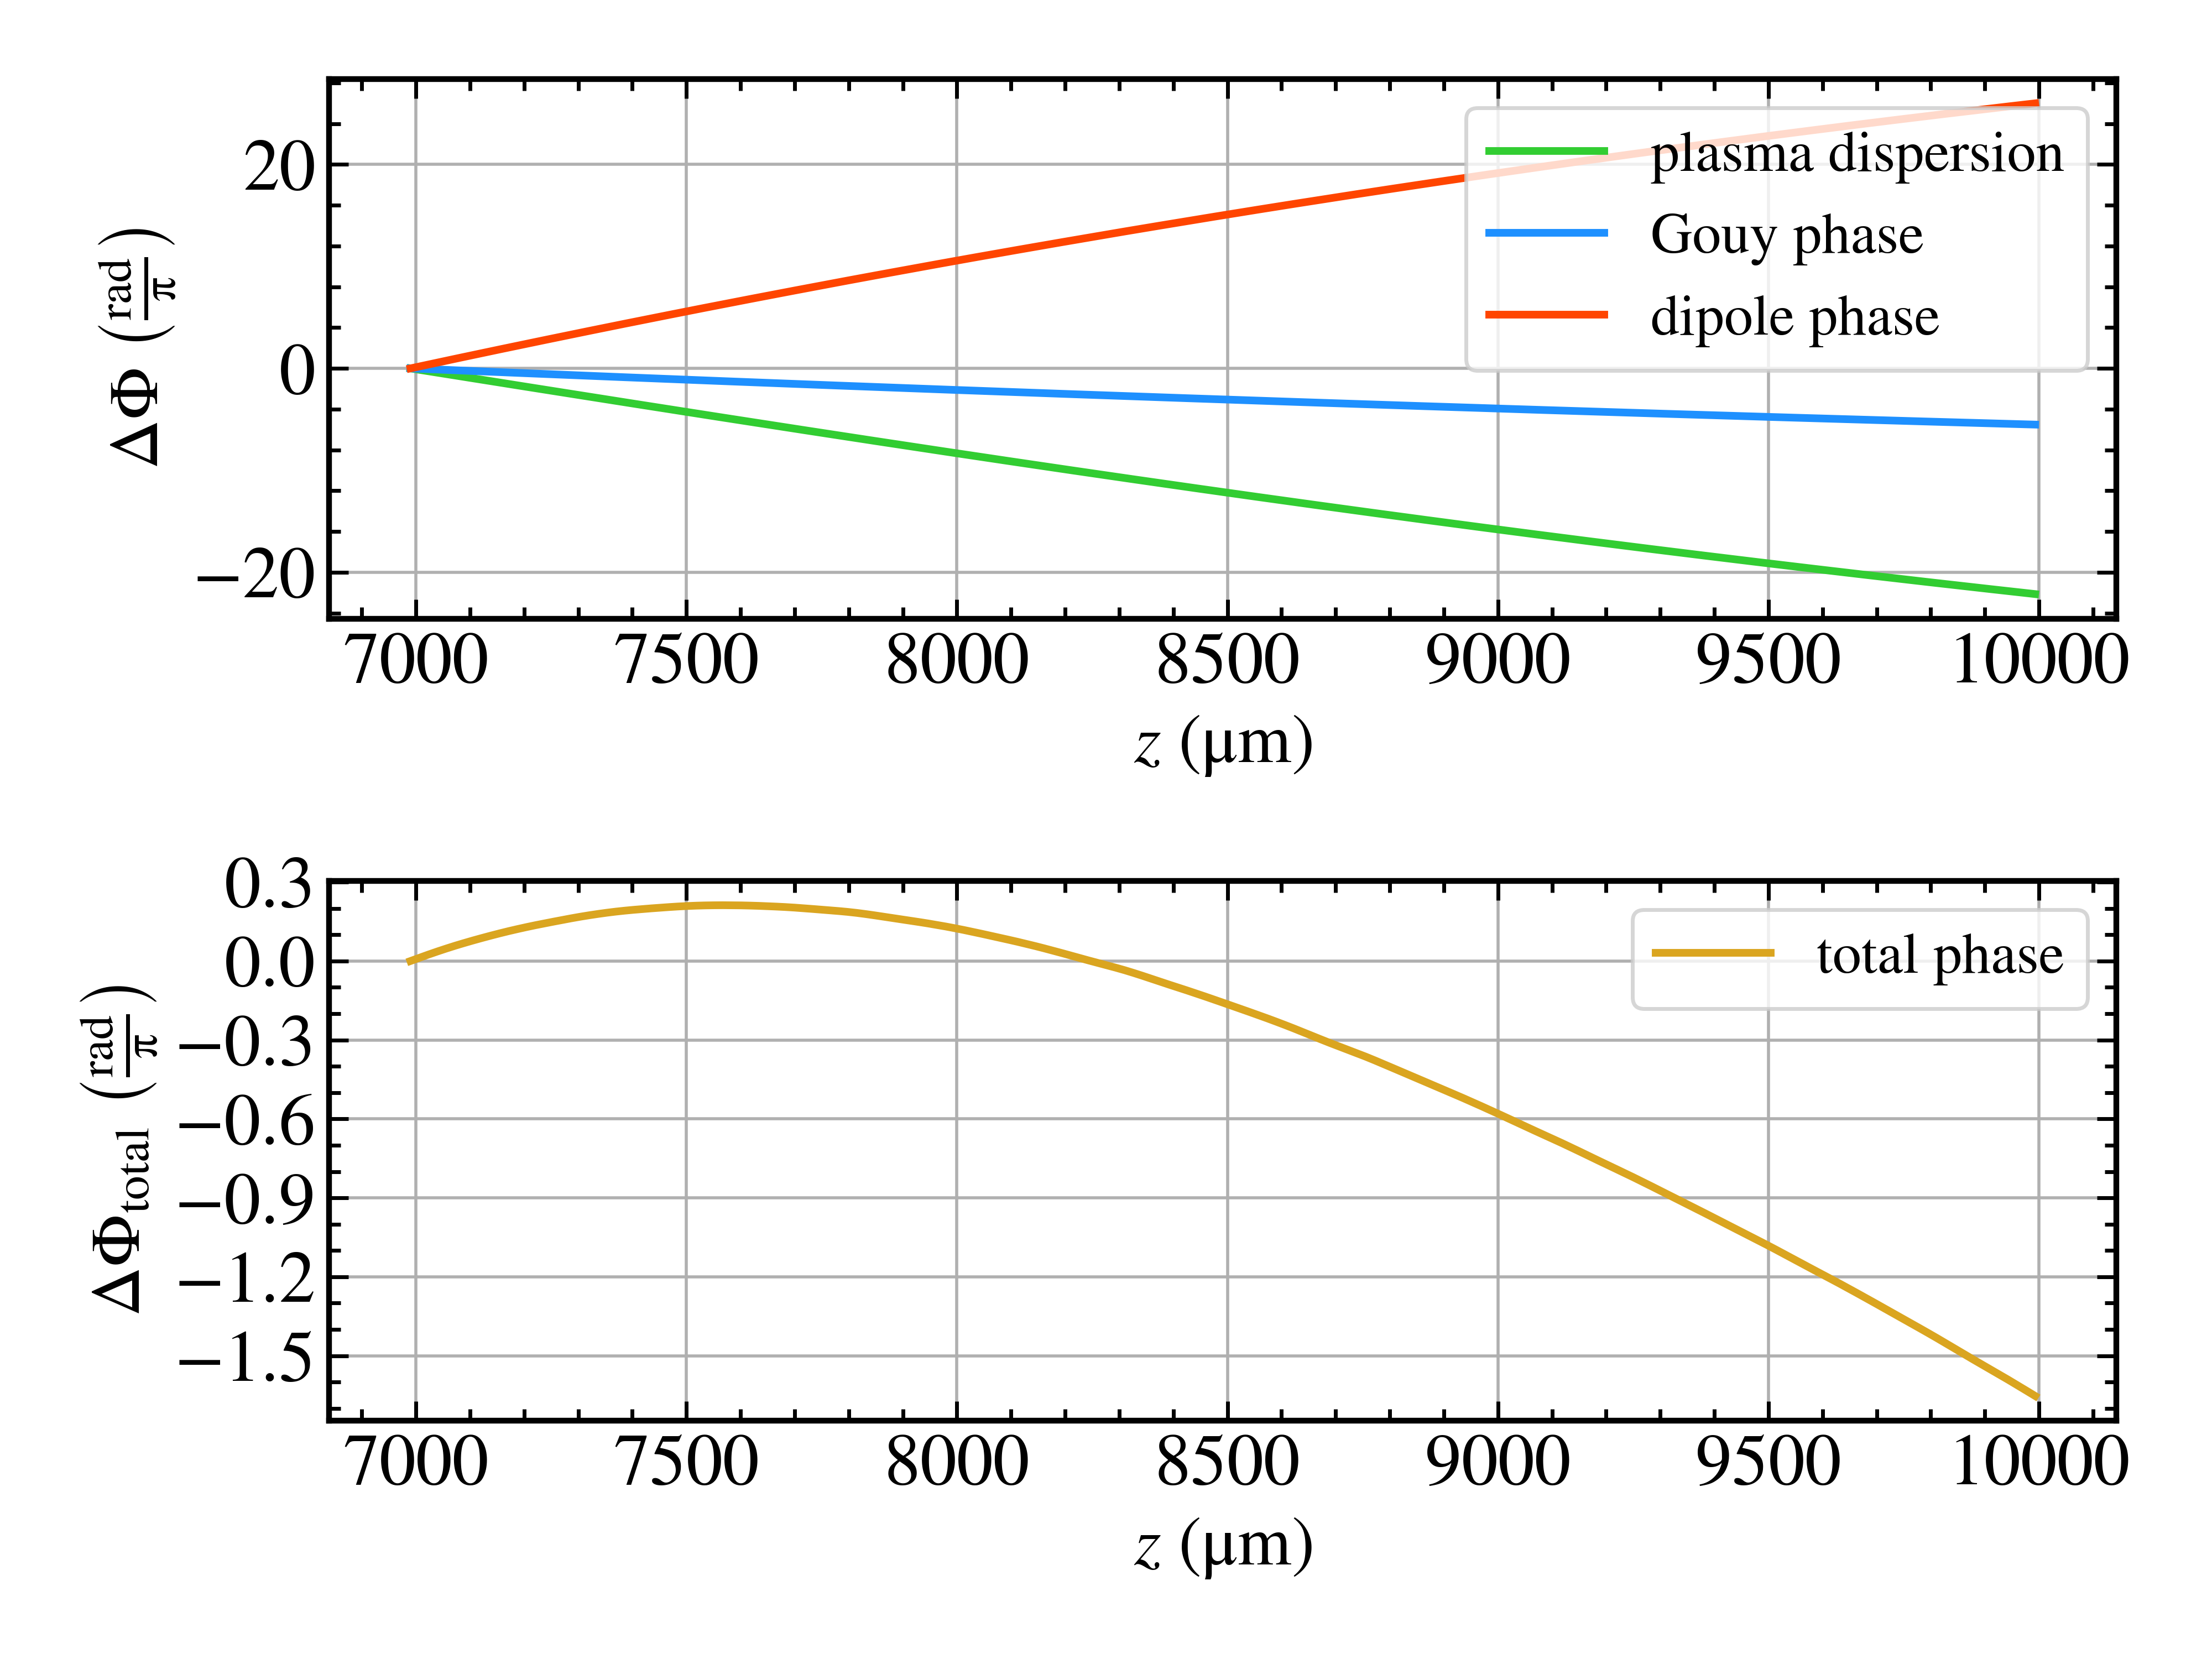 ΔΦ (rad/π)
20
0
−20
plasma dispersion
Gouy phase
dipole phase
7000 7500 8000 8500 9000 9500 10000
z (μm)
ΔΦtotal (rad/π)
0.3
0.0
−0.3
−0.6
−0.9
−1.2
−1.5
total phase
7000 7500 8000 8500 9000 9500 10000
z (μm)